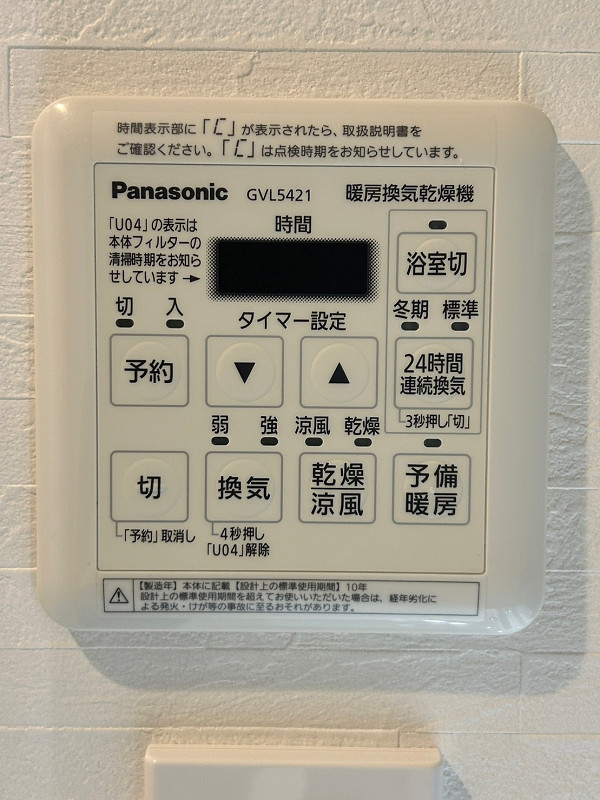 時間表示部に「C」が表示されたら、取扱説明書を
ご確認ください。「C」は点検時期をお知らせしています。
Panasonic GVL5421 暖房換気乾燥機
「U04」の表示は
本体フィルターの
清掃時期をお知ら
せしています→
時間
浴室切
切 入
タイマー設定
冬期 標準
予約
▼
▲
24時間
連続換気
3秒押し「切」
弱 強 涼風 乾燥
切
換気
乾燥
涼風
予備
暖房
「予約」取消し
4秒押し
「U04」解除
【製造年】本体に記載【設計上の標準使用期間】10年
設計上の標準使用期間を超えてお使いいただいた場合は、経年劣化に
よる発火・けが等の事故に至るおそれがあります。